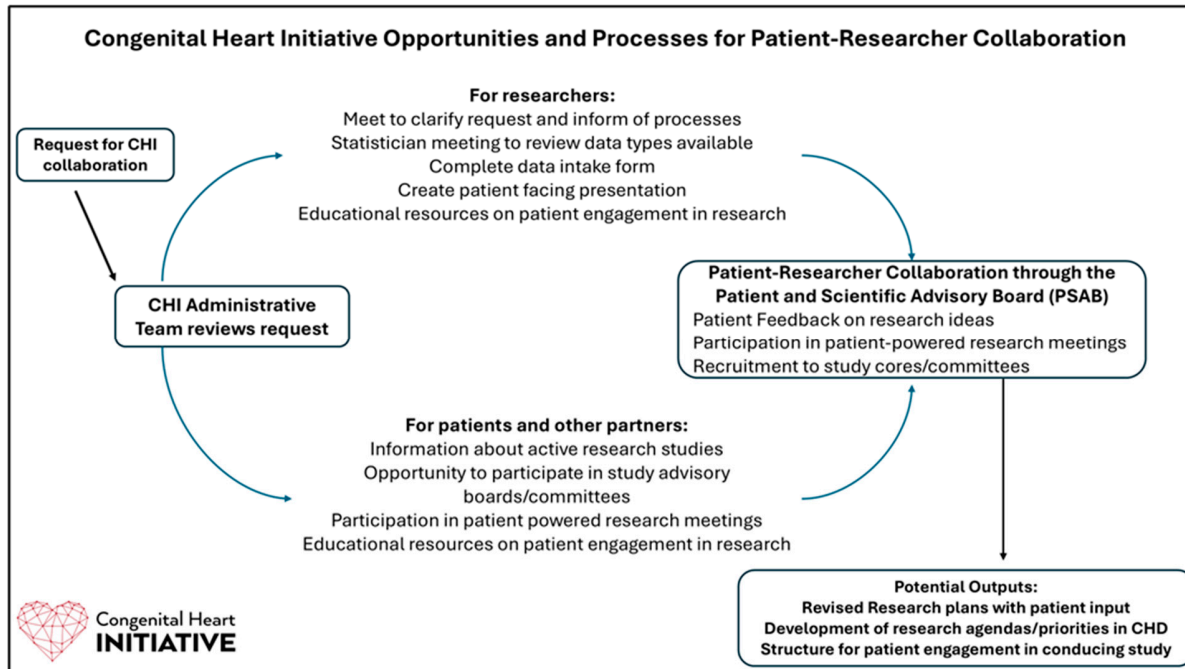 Congenital Heart Initiative Opportunities and Processes for Patient-Researcher Collaboration
Request for CHI
collaboration
CHI Administrative
Team reviews request
For researchers:
Meet to clarify request and inform of processes
Statistician meeting to review data types available
Complete data intake form
Create patient facing presentation
Educational resources on patient engagement in research
For patients and other partners:
Information about active research studies
Opportunity to participate in study advisory
boards/committees
Participation in patient powered research meetings
Educational resources on patient engagement in research
Patient-Researcher Collaboration through the
Patient and Scientific Advisory Board (PSAB)
Patient Feedback on research ideas
Participation in patient-powered research meetings
Recruitment to study cores/committees
Potential Outputs:
Revised Research plans with patient input
Development of research agendas/priorities in CHD
Structure for patient engagement in conducing study
Congenital Heart
INITIATIVE